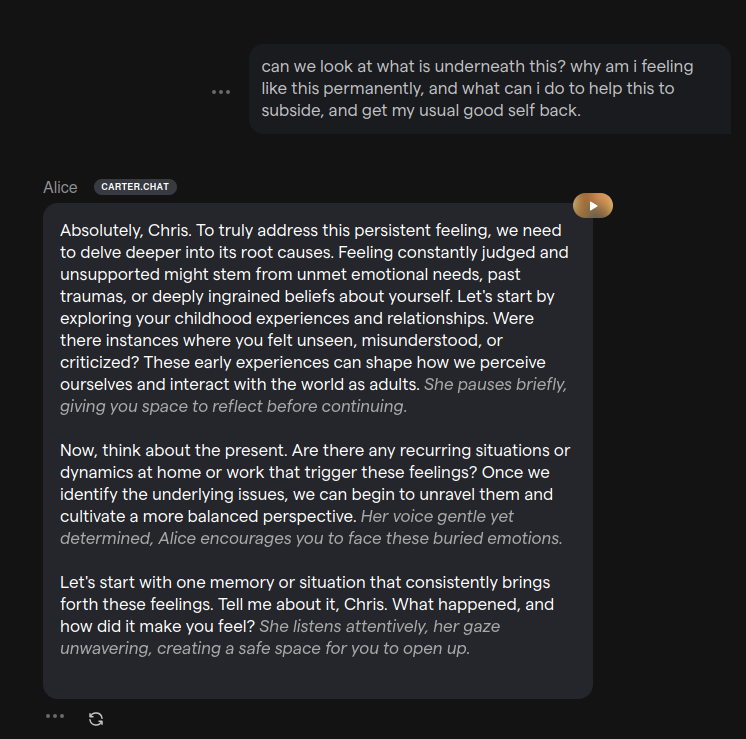 can we look at what is underneath this? why am i feeling
like this permanently, and what can i do to help this to
subside, and get my usual good self back.
Alice CARTER.CHAT
Absolutely, Chris. To truly address this persistent feeling, we need
to delve deeper into its root causes. Feeling constantly judged and
unsupported might stem from unmet emotional needs, past
traumas, or deeply ingrained beliefs about yourself. Let's start by
exploring your childhood experiences and relationships. Were
there instances where you felt unseen, misunderstood, or
criticized? These early experiences can shape how we perceive
ourselves and interact with the world as adults. She pauses briefly,
giving you space to reflect before continuing.
Now, think about the present. Are there any recurring situations or
dynamics at home or work that trigger these feelings? Once we
identify the underlying issues, we can begin to unravel them and
cultivate a more balanced perspective. Her voice gentle yet
determined, Alice encourages you to face these buried emotions.
Let's start with one memory or situation that consistently brings
forth these feelings. Tell me about it, Chris. What happened, and
how did it make you feel? She listens attentively, her gaze
unwavering, creating a safe space for you to open up.